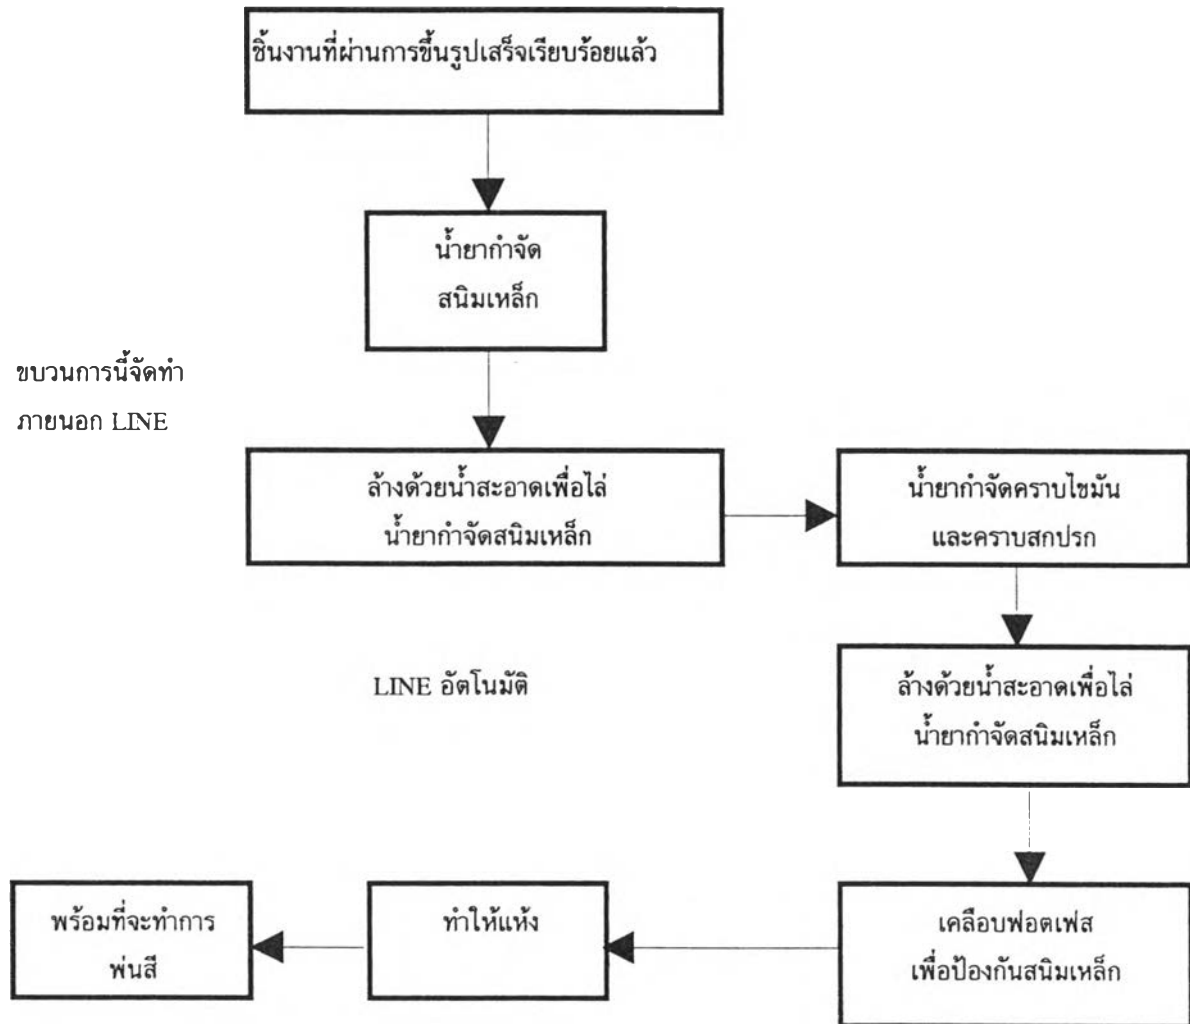 ชิ้นงานที่ผ่านการขึ้นรูปเสร็จเรียบร้อยแล้ว
น้ำยากำจัด
สนิมเหล็ก
ขบวนการนี้จัดทำ
ภายนอก LINE
ล้างด้วยน้ำสะอาดเพื่อไล่
น้ำยากำจัดสนิมเหล็ก
น้ำยากำจัดคราบไขมัน
และคราบสกปรก
LINE อัตโนมัติ
ล้างด้วยน้ำสะอาดเพื่อไล่
น้ำยากำจัดสนิมเหล็ก
เคลือบฟอตเฟส
เพื่อป้องกันสนิมเหล็ก
ทำให้แห้ง
พร้อมที่จะทำการ
พ่นสี